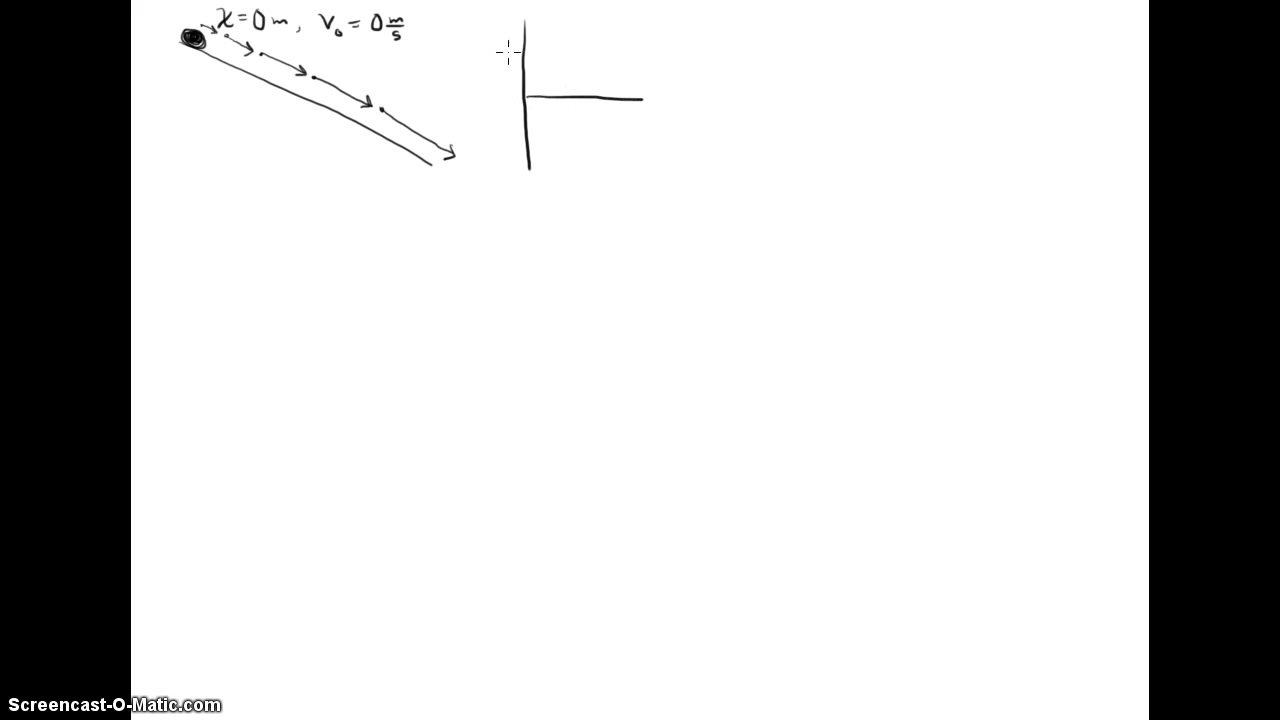 x = 0 m, v₀ = 0 m/s
Screencast-O-Matic.com